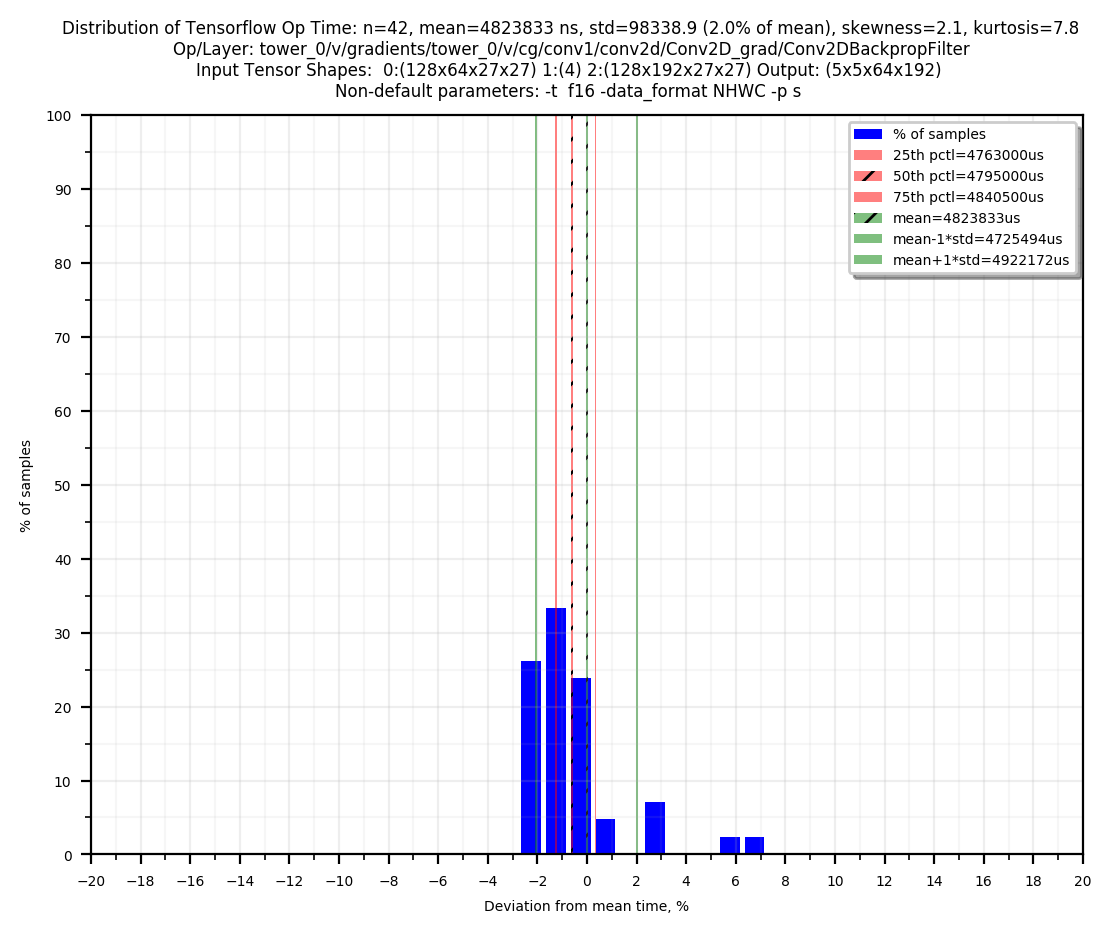 Distribution of Tensorflow Op Time: n=42, mean=4823833 ns, std=98338.9 (2.0% of mean), skewness=2.1, kurtosis=7.8
Op/Layer: tower_0/v/gradients/tower_0/v/cg/conv1/conv2d/Conv2D_grad/Conv2DBackpropFilter
Input Tensor Shapes:  0:(128x64x27x27) 1:(4) 2:(128x192x27x27) Output: (5x5x64x192)
Non-default parameters: -t  f16 -data_format NHWC -p s
100
90
80
70
60
50
40
30
20
10
0
% of samples
% of samples
25th pctl=4763000us
50th pctl=4795000us
75th pctl=4840500us
mean=4823833us
mean-1*std=4725494us
mean+1*std=4922172us
−20 −18 −16 −14 −12 −10 −8 −6 −4 −2 0 2 4 6 8 10 12 14 16 18 20
Deviation from mean time, %